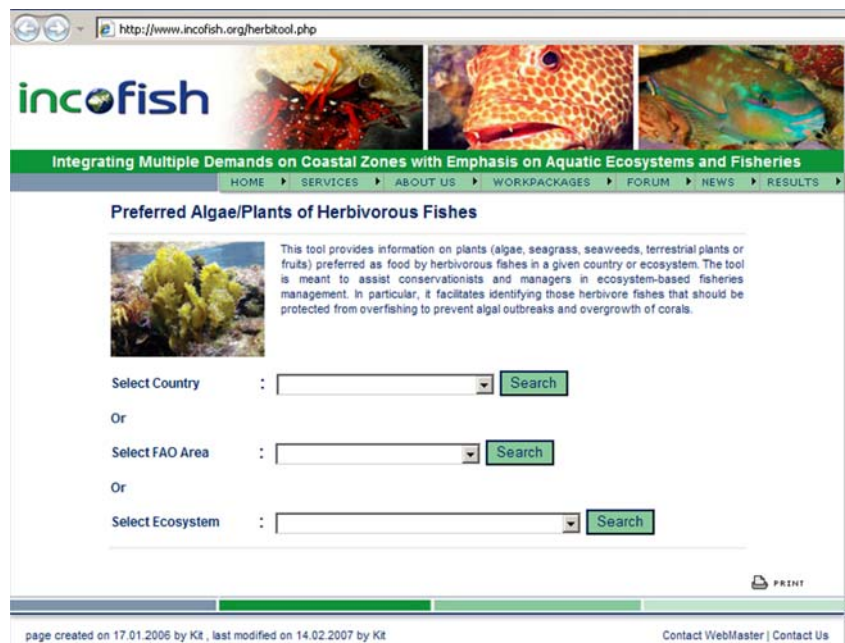 http://www.incofish.org/herbitool.php
incofish
Integrating Multiple Demands on Coastal Zones with Emphasis on Aquatic Ecosystems and Fisheries
HOME SERVICES ABOUT US WORKPACKAGES FORUM NEWS RESULTS
Preferred Algae/Plants of Herbivorous Fishes
This tool provides information on plants (algae, seagrass, seaweeds, terrestrial plants or
fruits) preferred as food by herbivorous fishes in a given country or ecosystem. The tool
is meant to assist conservationists and managers in ecosystem-based fisheries
management. In particular, it facilitates identifying those herbivore fishes that should be
protected from overfishing to prevent algal outbreaks and overgrowth of corals.
Select Country : Search
Or
Select FAO Area : Search
Or
Select Ecosystem : Search
PRINT
page created on 17.01.2006 by Kit , last modified on 14.02.2007 by Kit Contact WebMaster | Contact Us